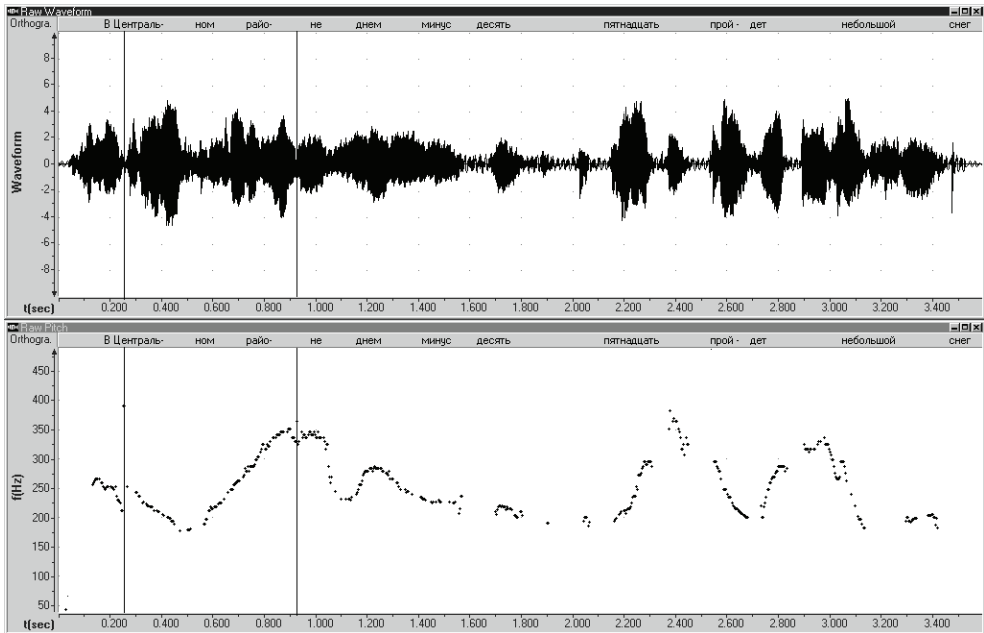 Raw Waveform
Orthogra. В Централь- ном райо- не днем минус десять пятнадцать прой - дет небольшой снег
8
6
4
2
0
-2
-4
-6
-8
Waveform
t(sec) 0.200 0.400 0.600 0.800 1.000 1.200 1.400 1.600 1.800 2.000 2.200 2.400 2.600 2.800 3.000 3.200 3.400
Raw Pitch
Orthogra. В Централь- ном райо- не днем минус десять пятнадцать прой - дет небольшой снег
450
400
350
300
250
200
150
100
50
f(Hz)
t(sec) 0.200 0.400 0.600 0.800 1.000 1.200 1.400 1.600 1.800 2.000 2.200 2.400 2.600 2.800 3.000 3.200 3.400